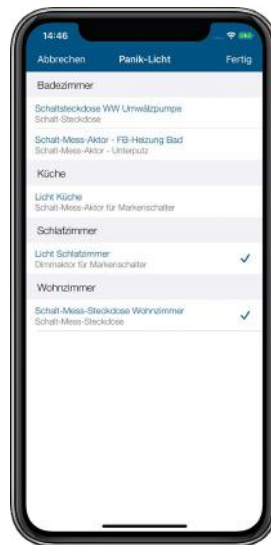 14:46
Abbrechen Panik-Licht Fertig
Badezimmer
Schaltsteckdose WW Umwälzpumpe
Schalt-Steckdose
Schalt-Mess-Aktor - FB-Heizung Bad
Schalt-Mess-Aktor - Unterputz
Küche
Licht Küche
Schalt-Mess-Aktor für Markenschalter
Schlafzimmer
Licht Schlafzimmer
Dimmaktor für Markenschalter
Wohnzimmer
Schalt-Mess-Steckdose Wohnzimmer
Schalt-Mess-Steckdose